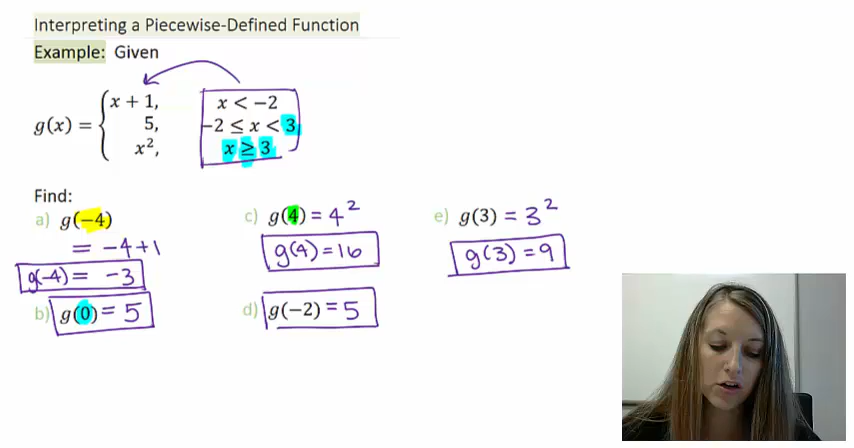 Interpreting a Piecewise-Defined Function
Example: Given
g(x) = { x + 1, x < −2
5, −2 ≤ x < 3
x², x ≥ 3
Find:
a) g(−4)
= -4+1
g(-4) = -3
b) g(0) = 5
c) g(4) = 4²
g(4) = 16
d) g(−2) = 5
e) g(3) = 3²
g(3) = 9